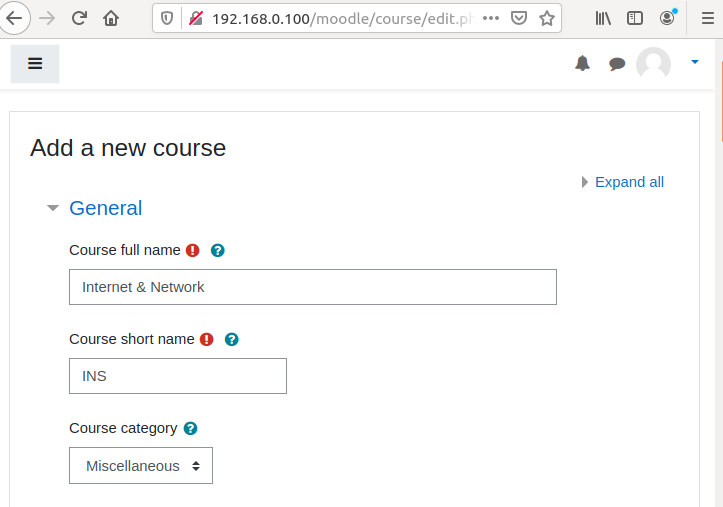 192.168.0.100/moodle/course/edit.ph
Add a new course
Expand all
General
Course full name
Internet & Network
Course short name
INS
Course category
Miscellaneous